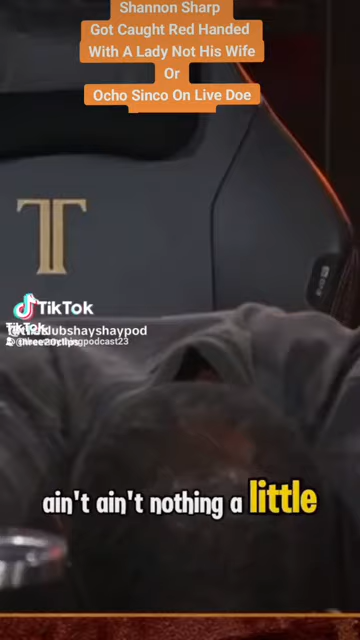 Shannon Sharp
Got Caught Red Handed
With A Lady Not His Wife
Or
Ocho Sinco On Live Doe
T
TikTok
TikTok
ain't ain't nothing a little